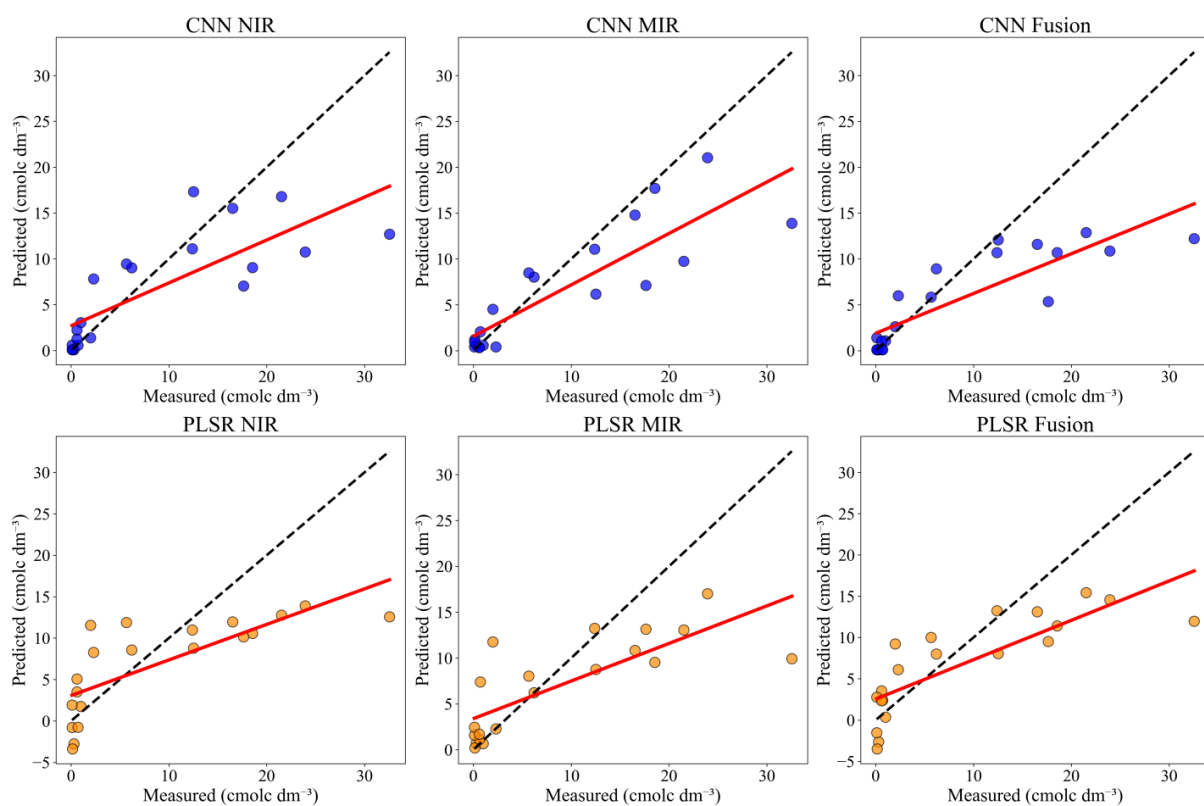 CNN NIR
Predicted (cmolc dm⁻³)
30
25
20
15
10
5
0
0 10 20 30
Measured (cmolc dm⁻³)
CNN MIR
Predicted (cmolc dm⁻³)
30
25
20
15
10
5
0
0 10 20 30
Measured (cmolc dm⁻³)
CNN Fusion
Predicted (cmolc dm⁻³)
30
25
20
15
10
5
0
0 10 20 30
Measured (cmolc dm⁻³)
PLSR NIR
Predicted (cmolc dm⁻³)
30
25
20
15
10
5
0
−5
0 10 20 30
Measured (cmolc dm⁻³)
PLSR MIR
Predicted (cmolc dm⁻³)
30
25
20
15
10
5
0
0 10 20 30
Measured (cmolc dm⁻³)
PLSR Fusion
Predicted (cmolc dm⁻³)
30
25
20
15
10
5
0
−5
0 10 20 30
Measured (cmolc dm⁻³)